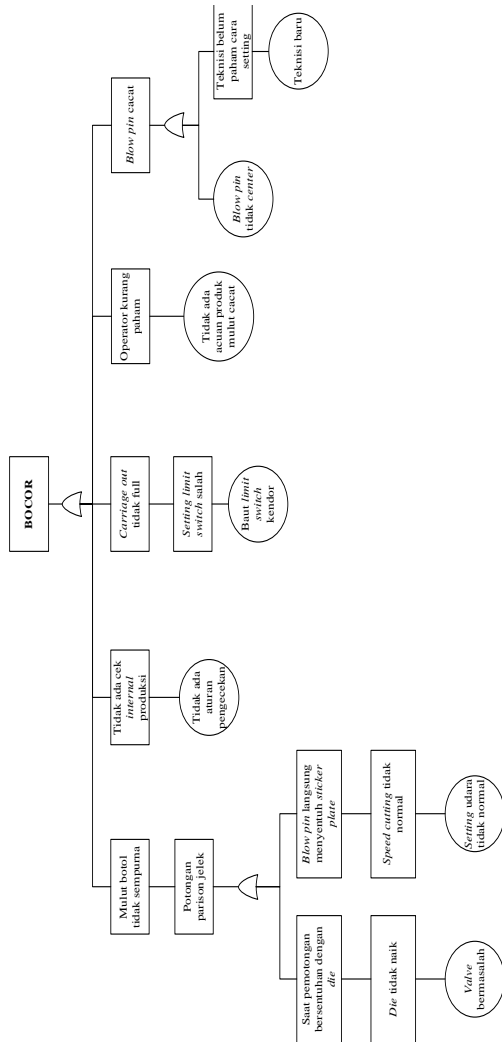 BOCOR
Mulut botol
tidak sempurna
Tidak ada cek
internal
produksi
Carriage out
tidak full
Operator kurang
paham
Blow pin cacat
Potongan
parison jelek
Tidak ada
aturan
pengecekan
Setting limit
switch salah
Tidak ada
acuan produk
mulut cacat
Blow pin
tidak center
Teknisi belum
paham cara
setting
Baut limit
switch
kendor
Teknisi baru
Saat pemotongan
bersentuhan dengan
die
Blow pin langsung
menyentuh sticker
plate
Die tidak naik
Speed cutting tidak
normal
Valve
bermasalah
Setting udara
tidak normal